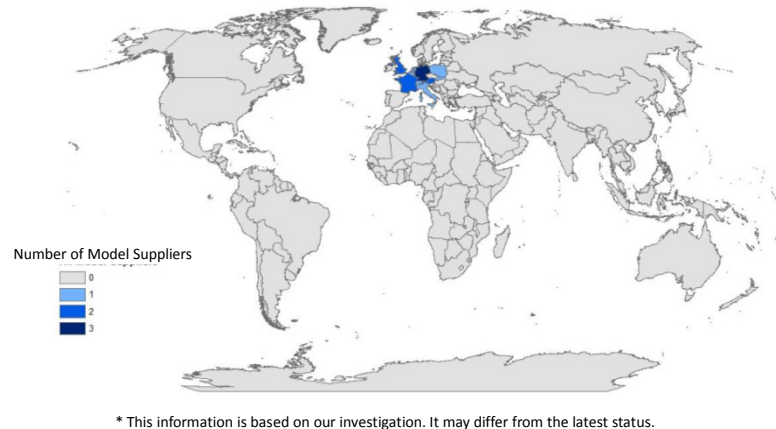 Number of Model Suppliers
0
1
2
3
* This information is based on our investigation. It may differ from the latest status.